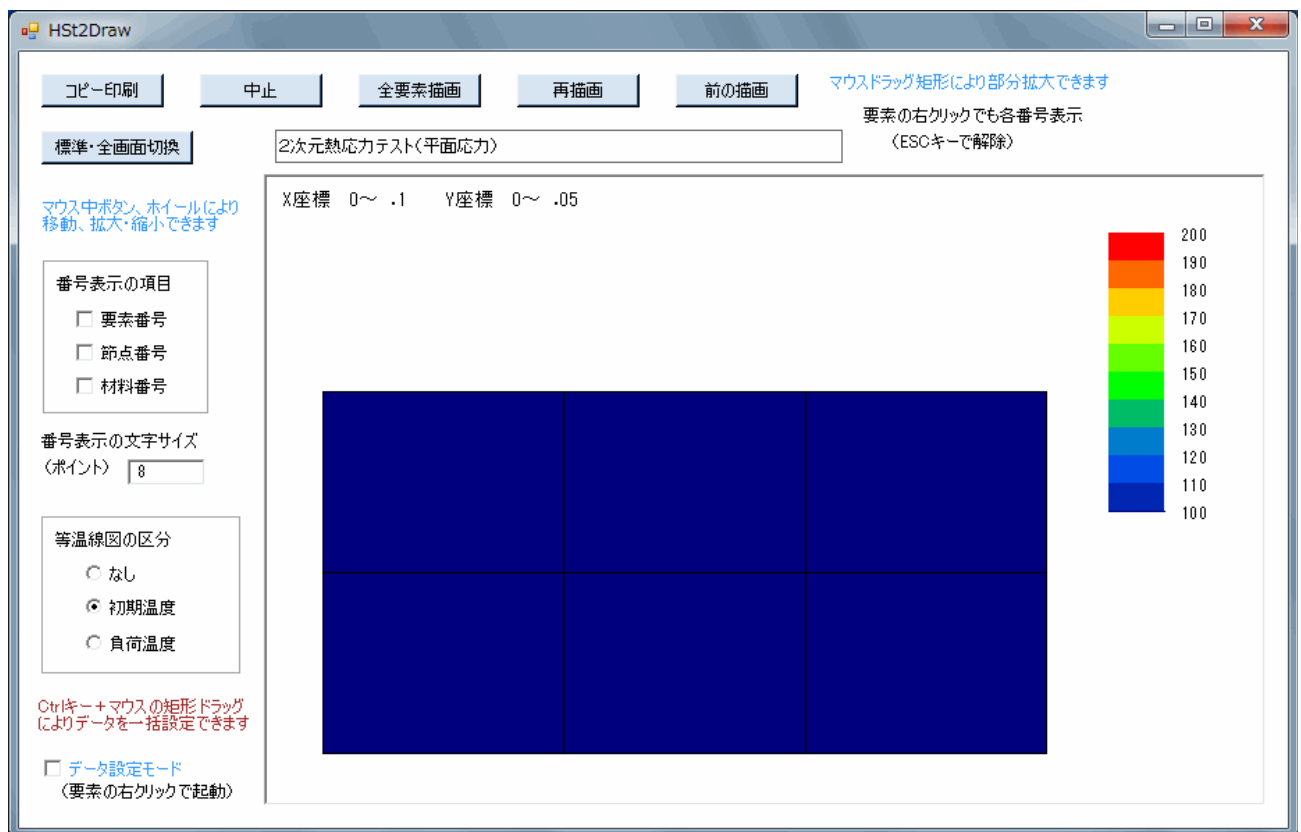 HSt2Draw
コピー印刷
中止
全要素描画
再描画
前の描画
マウスドラッグ矩形により部分拡大できます
要素の右クリックでも各番号表示
(ESCキーで解除)
標準・全画面切換
2次元熱応力テスト(平面応力)
マウス中ボタン、ホイールにより
移動、拡大・縮小できます
X座標 0～ .1 Y座標 0～ .05
番号表示の項目
要素番号
節点番号
材料番号
番号表示の文字サイズ
(ポイント) 8
等温線図の区分
なし
初期温度
負荷温度
Ctrlキー+マウスの矩形ドラッグ
によりデータを一括設定できます
データ設定モード
(要素の右クリックで起動)
200
190
180
170
160
150
140
130
120
110
100